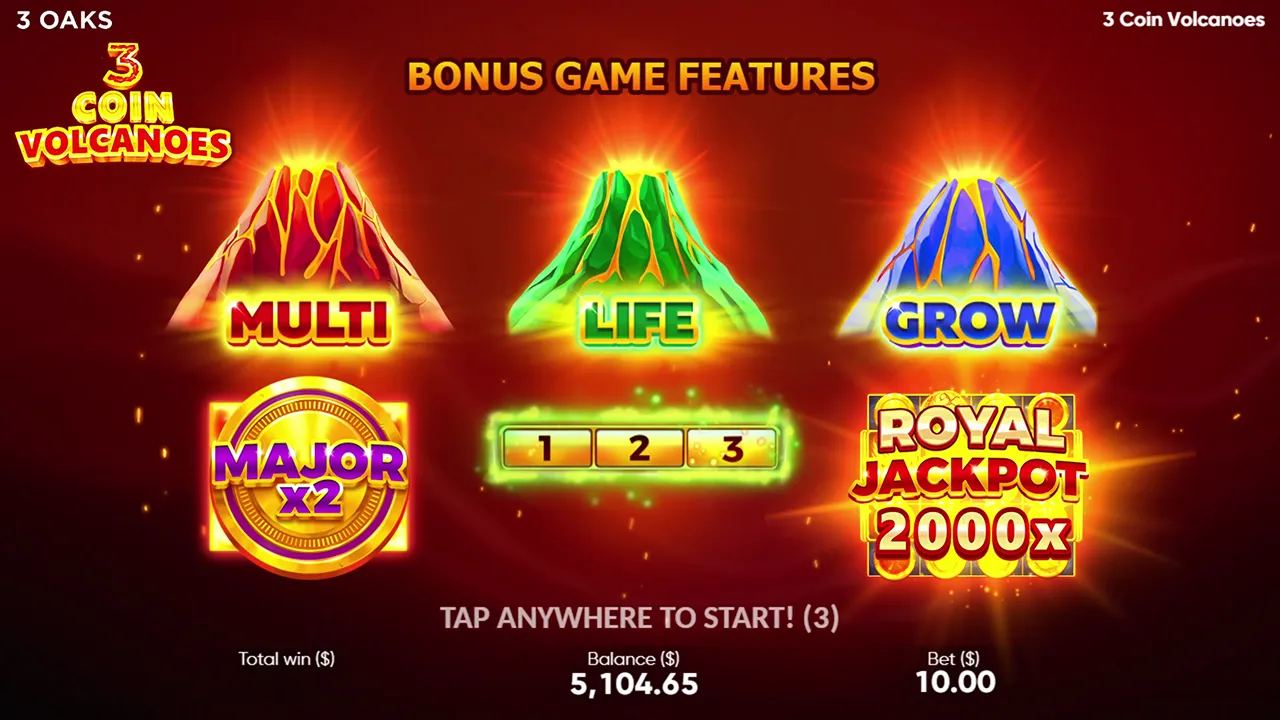 3 OAKS
3 Coin Volcanoes
3
COIN
VOLCANOES
BONUS GAME FEATURES
MULTI
LIFE
GROW
MAJOR
x2
1 2 3
ROYAL
JACKPOT
2000x
TAP ANYWHERE TO START! (3)
Total win ($)
Balance ($)
5,104.65
Bet ($)
10.00